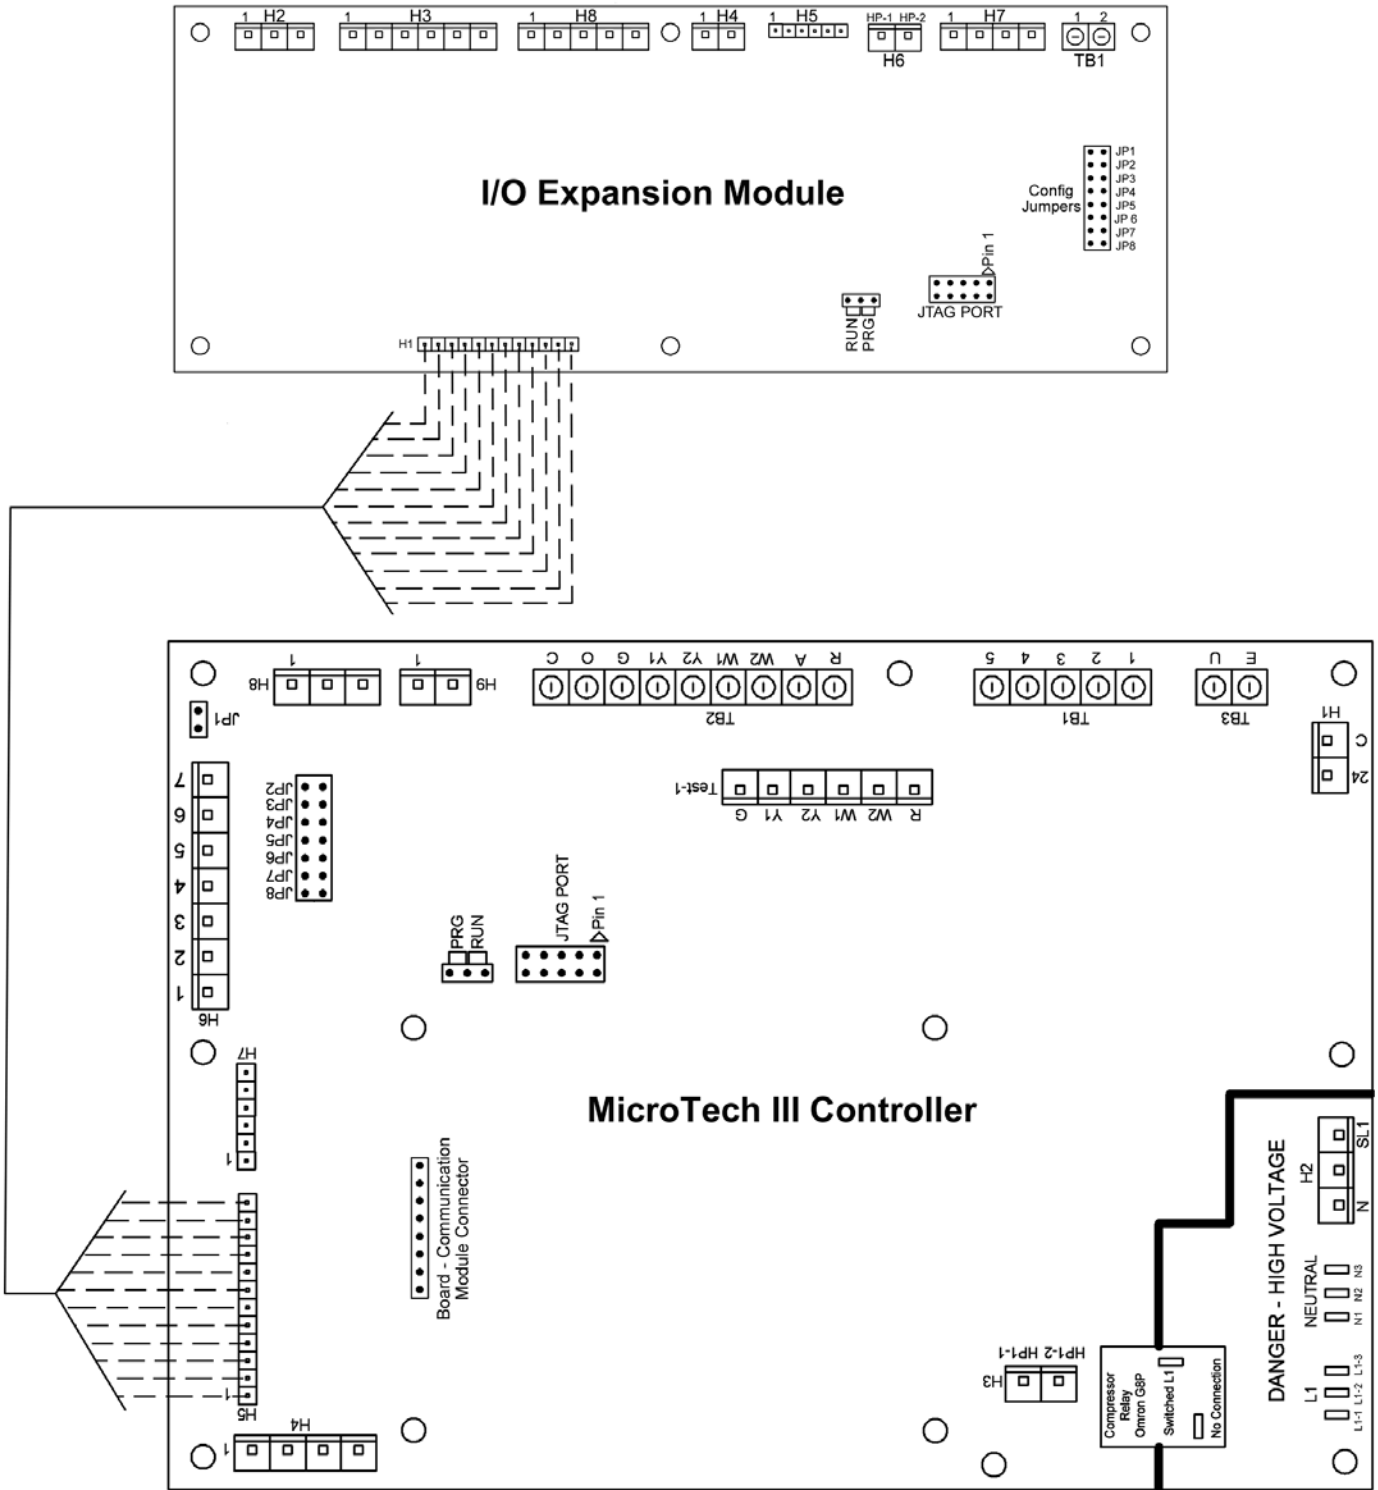 1 H2
1 H3
1 H8
1 H4
1 H5
HP-1 HP-2
H6
1 H7
1 2
TB1
I/O Expansion Module
Config
Jumpers
JP1
JP2
JP3
JP4
JP5
JP 6
JP7
JP8
Pin 1
JTAG PORT
RUN
PRG
H1
H8
1
1
H9
C O G Y1 Y2 W1 W2 A R
TB2
5 4 3 2 1
TB1
U E
TB3
H1
C
24
JP1
7
6
5
4
3
2
1
H6
JP2
JP3
JP4
JP5
JP6
JP7
JP8
Test-1
G Y1 Y2 W1 W2 R
PRG
RUN
JTAG PORT
Pin 1
H7
1
MicroTech III Controller
Board - Communication
Module Connector
1
H5
H4
1
H3
HP1-1 HP1-2
Compressor
Relay
Omron G8P
Switched L1
No Connection
DANGER - HIGH VOLTAGE
H2
SL1
N
NEUTRAL
N3
N2
N1
L1
L1-3
L1-2
L1-1